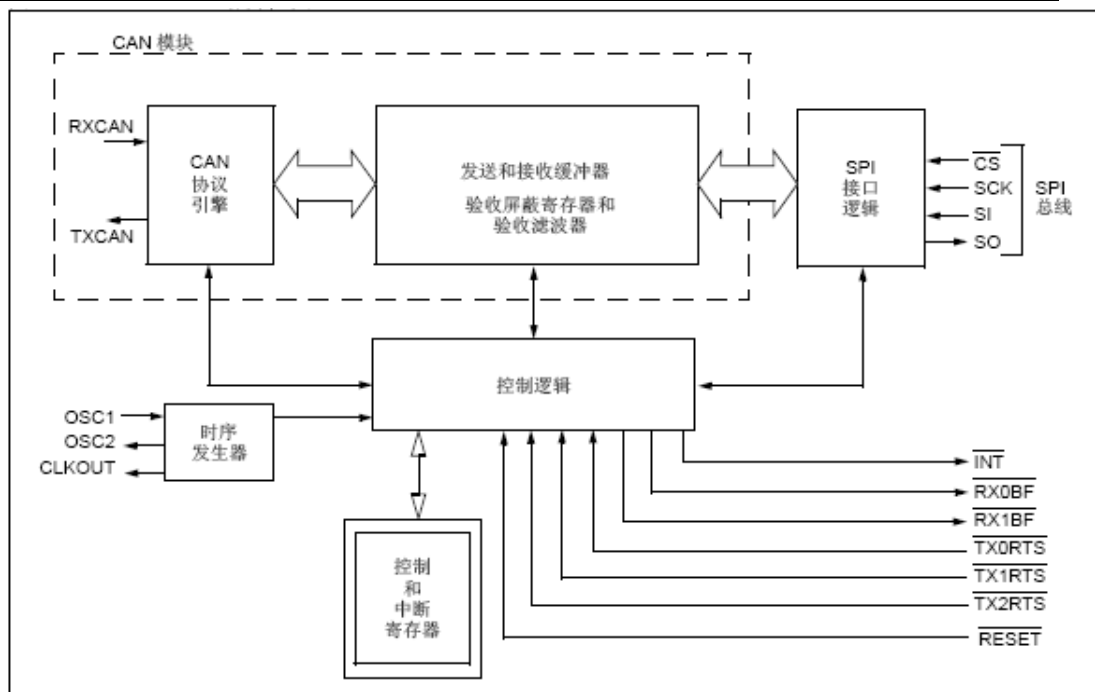 CAN 模块
RXCAN
TXCAN
CAN
协议
引擎
发送和接收缓冲器
验收屏蔽寄存器和
验收滤波器
SPI
接口
逻辑
CS
SCK
SI
SO
SPI
总线
控制逻辑
OSC1
OSC2
CLKOUT
时序
发生器
控制
和
中断
寄存器
INT
RX0BF
RX1BF
TX0RTS
TX1RTS
TX2RTS
RESET